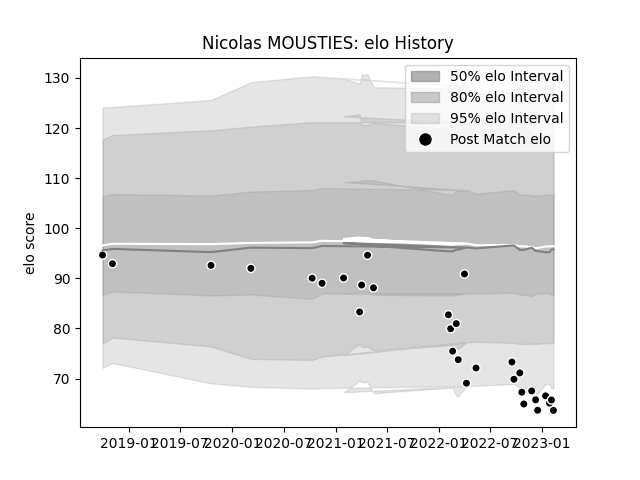 Nicolas MOUSTIES: elo History
50% elo Interval
80% elo Interval
95% elo Interval
Post Match elo
elo score
130
120
110
100
90
80
70
2019-01 2019-07 2020-01 2020-07 2021-01 2021-07 2022-01 2022-07 2023-01